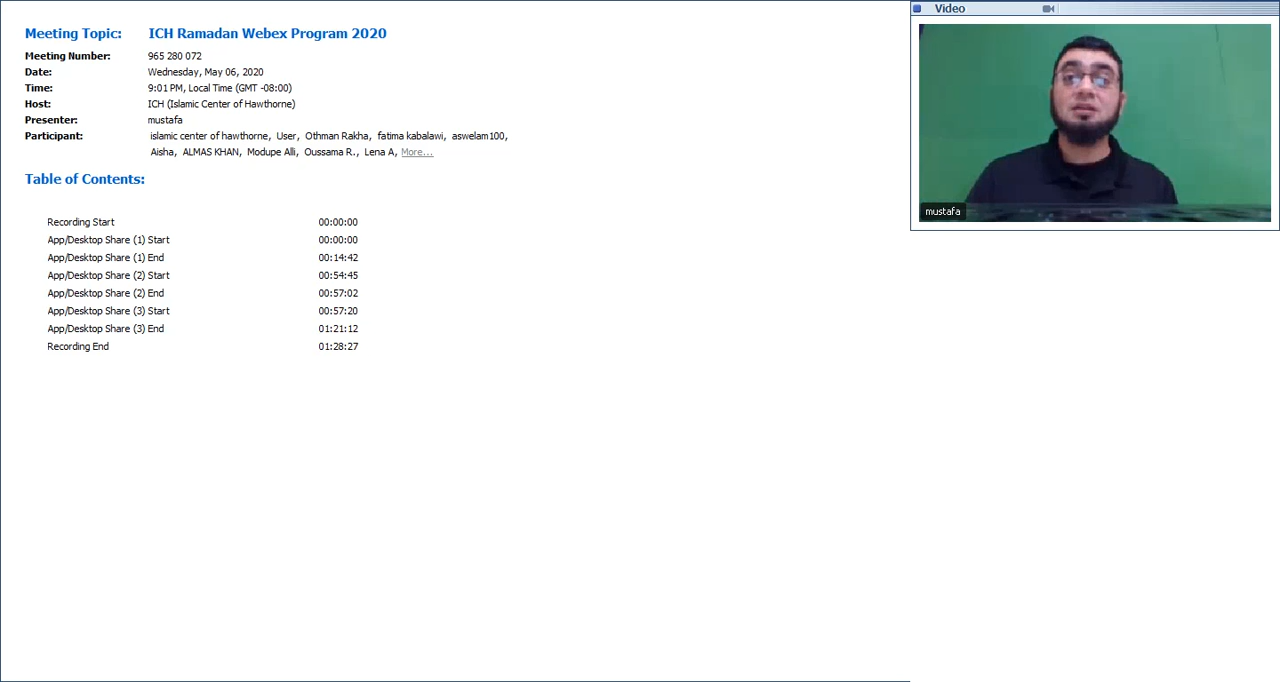 Meeting Topic: ICH Ramadan Webex Program 2020
Meeting Number: 965 280 072
Date: Wednesday, May 06, 2020
Time: 9:01 PM, Local Time (GMT -08:00)
Host: ICH (Islamic Center of Hawthorne)
Presenter: mustafa
Participant: islamic center of hawthorne, User, Othman Rakha, fatima kabalawi, aswelam100,
Aisha, ALMAS KHAN, Modupe Alli, Oussama R., Lena A, More...
Table of Contents:
Recording Start 00:00:00
App/Desktop Share (1) Start 00:00:00
App/Desktop Share (1) End 00:14:42
App/Desktop Share (2) Start 00:54:45
App/Desktop Share (2) End 00:57:02
App/Desktop Share (3) Start 00:57:20
App/Desktop Share (3) End 01:21:12
Recording End 01:28:27
Video
mustafa